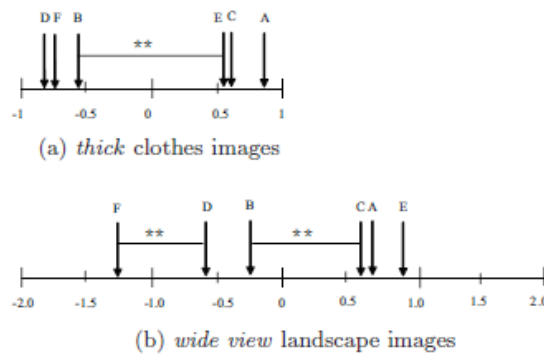 D F B E C A
**
-1 -0.5 0 0.5 1
(a) thick clothes images
F D B C A E
** **
-2.0 -1.5 -1.0 -0.5 0 0.5 1.0 1.5 2.0
(b) wide view landscape images